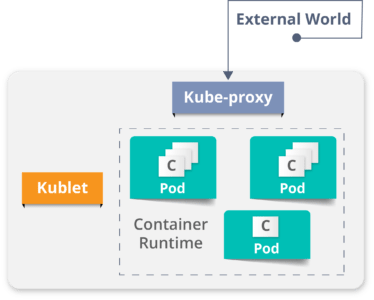 External World
Kube-proxy
Kublet
C
Pod
C
Pod
Container
Runtime
C
Pod